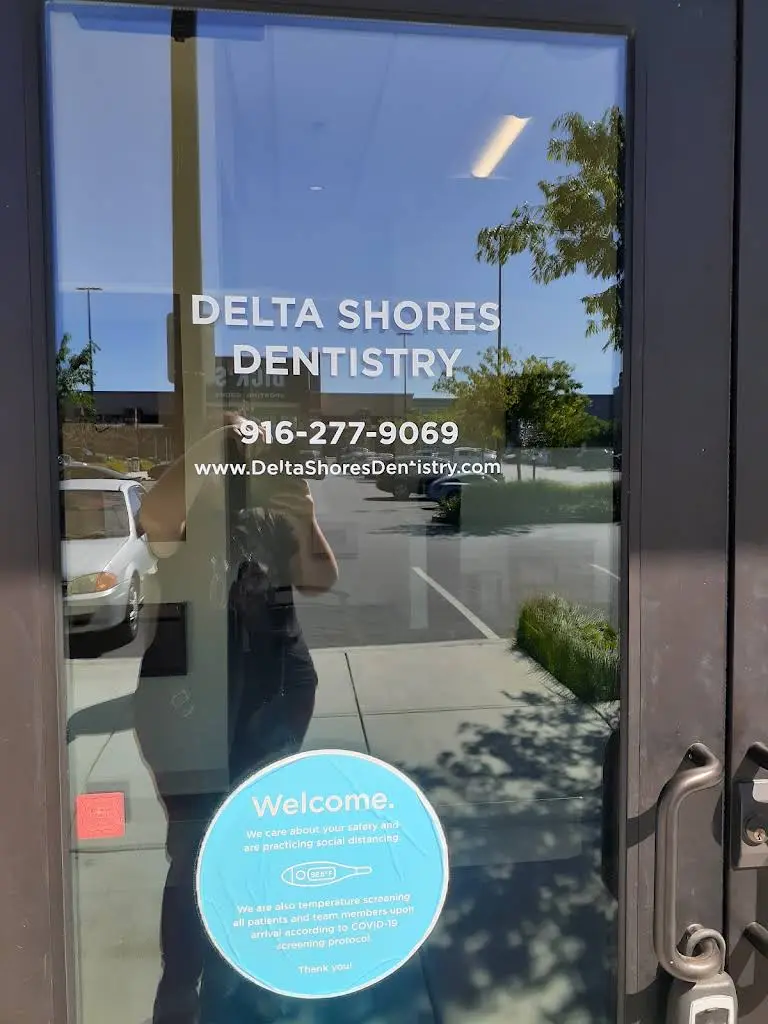 DELTA SHORES
DENTISTRY
916-277-9069
www.DeltaShoresDentistry.com
Welcome.
We care about your safety and
are practicing social distancing
98.6°F
We are also temperature screening
all patients and team members upon
arrival according to COVID-19
screening protocol.
Thank you!